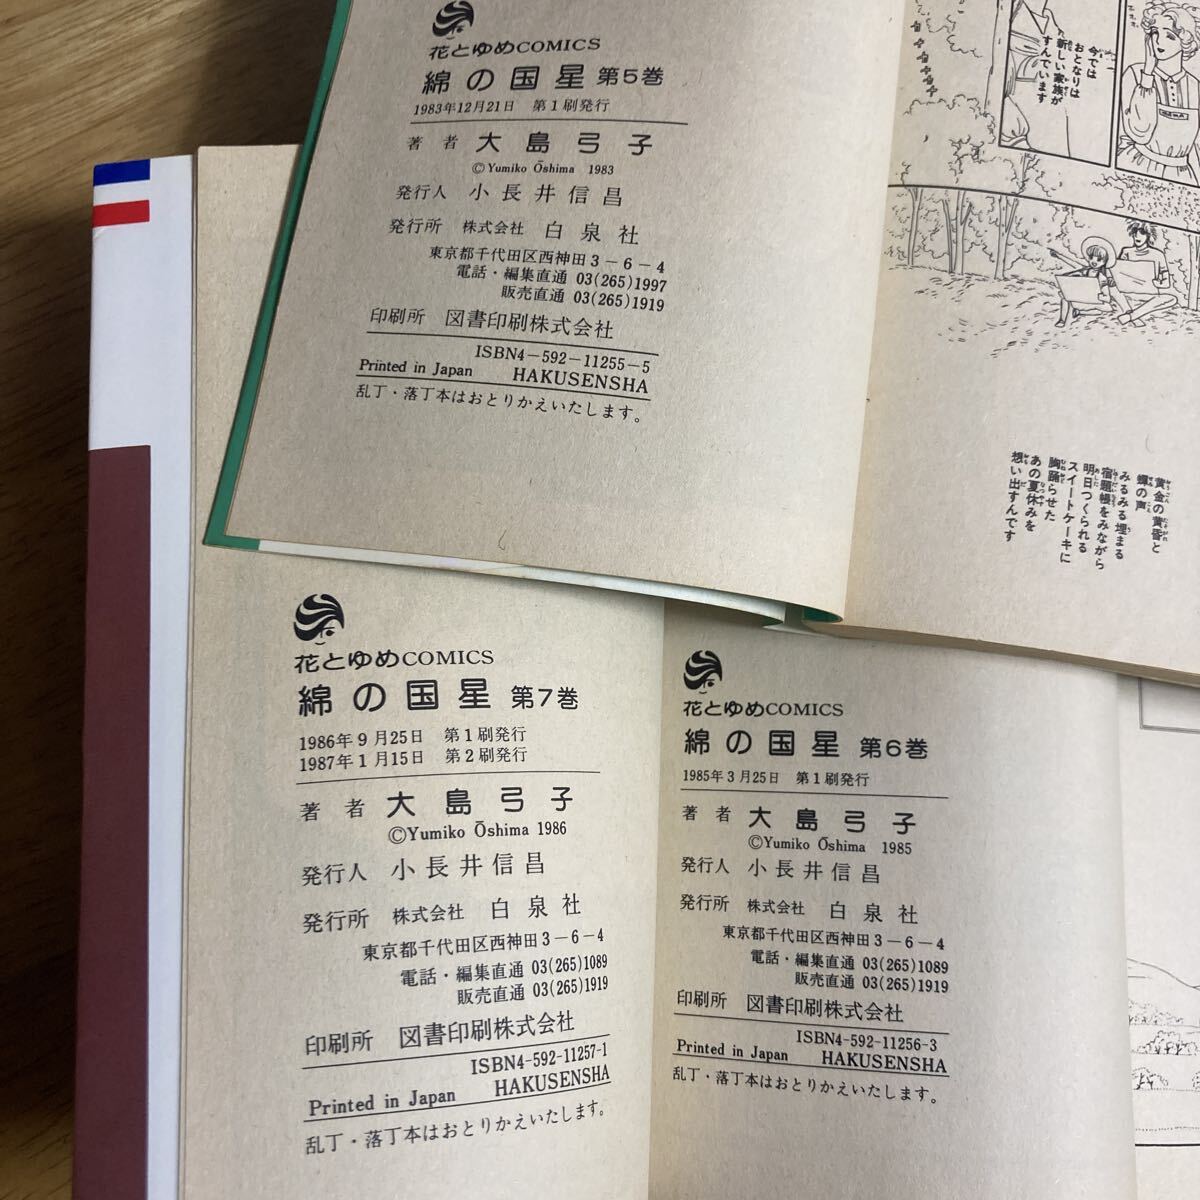 花とゆめCOMICS
綿の国星 第5巻
1983年12月21日 第1刷発行
著者 大島弓子
©Yumiko Ōshima 1983
発行人 小長井信昌
発行所 株式会社 白泉社
東京都千代田区西神田3-6-4
電話・編集直通 03(265)1997
販売直通 03(265)1919
印刷所 図書印刷株式会社
ISBN4-592-11255-5
Printed in Japan HAKUSENSHA
乱丁・落丁本はおとりかえいたします。
今では
おとなりは
新しい家族が
すんでいます
黄金の黄昏と
蟬の声
みるみる埋まる
宿題帳をみながら
明日つくられる
スイートケーキに
胸踊らせた
あの夏休みを
想い出すんです
花とゆめCOMICS
綿の国星 第7巻
1986年9月25日 第1刷発行
1987年1月15日 第2刷発行
著者 大島弓子
©Yumiko Ōshima 1986
発行人 小長井信昌
発行所 株式会社 白泉社
東京都千代田区西神田3-6-4
電話・編集直通 03(265)1089
販売直通 03(265)1919
印刷所 図書印刷株式会社
ISBN4-592-11257-1
Printed in Japan HAKUSENSHA
乱丁・落丁本はおとりかえいたします。
花とゆめCOMICS
綿の国星 第6巻
1985年3月25日 第1刷発行
著者 大島弓子
©Yumiko Ōshima 1985
発行人 小長井信昌
発行所 株式会社 白泉社
東京都千代田区西神田3-6-4
電話・編集直通 03(265)1089
販売直通 03(265)1919
印刷所 図書印刷株式会社
ISBN4-592-11256-3
Printed in Japan HAKUSENSHA
乱丁・落丁本はおとりかえいたします。